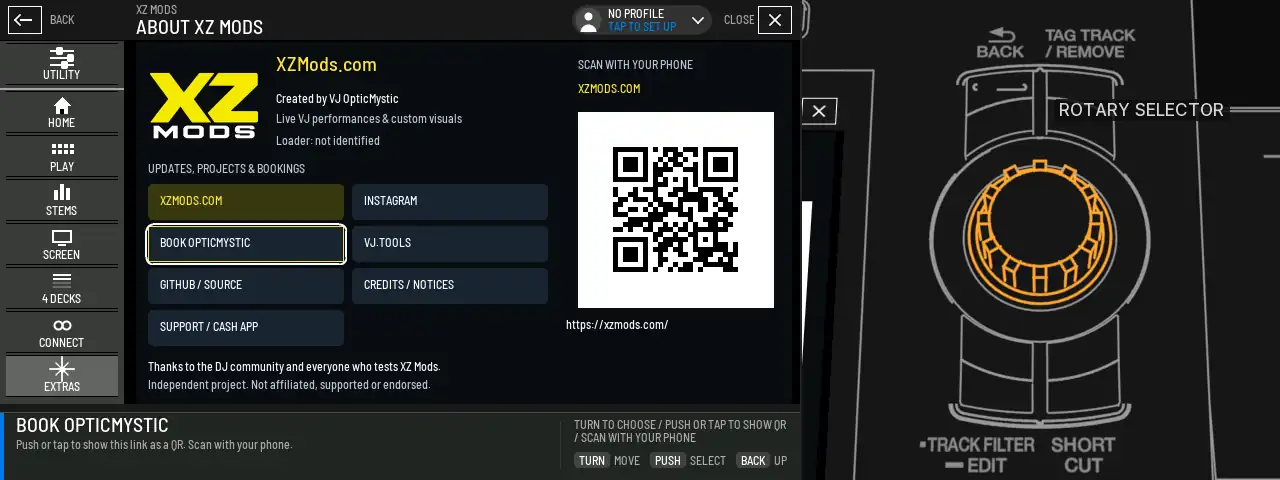 BACK
XZ MODS
ABOUT XZ MODS
NO PROFILE
TAP TO SET UP
CLOSE
UTILITY
HOME
PLAY
STEMS
SCREEN
4 DECKS
CONNECT
EXTRAS
XZ
MODS
XZMods.com
Created by VJ OpticMystic
Live VJ performances & custom visuals
Loader: not identified
UPDATES, PROJECTS & BOOKINGS
XZMODS.COM
INSTAGRAM
BOOK OPTICMYSTIC
VJ.TOOLS
GITHUB / SOURCE
CREDITS / NOTICES
SUPPORT / CASH APP
Thanks to the DJ community and everyone who tests XZ Mods.
Independent project. Not affiliated, supported or endorsed.
SCAN WITH YOUR PHONE
XZMODS.COM
https://xzmods.com/
BOOK OPTICMYSTIC
Push or tap to show this link as a QR. Scan with your phone.
TURN TO CHOOSE / PUSH OR TAP TO SHOW QR
/ SCAN WITH YOUR PHONE
TURN MOVE PUSH SELECT BACK UP
BACK
TAG TRACK
/ REMOVE
ROTARY SELECTOR
TRACK FILTER
EDIT
SHORT
CUT